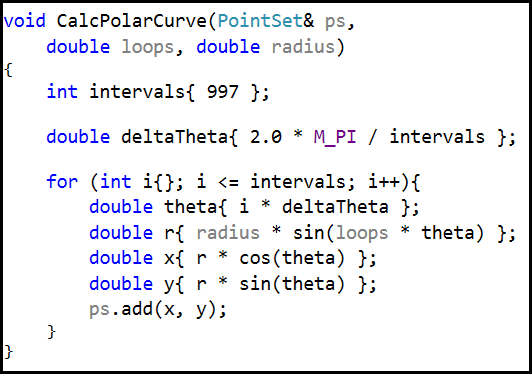 void CalcPolarCurve(PointSet& ps,
    double loops, double radius)
{
    int intervals{ 997 };

    double deltaTheta{ 2.0 * M_PI / intervals };

    for (int i{}; i <= intervals; i++){
        double theta{ i * deltaTheta };
        double r{ radius * sin(loops * theta) };
        double x{ r * cos(theta) };
        double y{ r * sin(theta) };
        ps.add(x, y);
    }
}